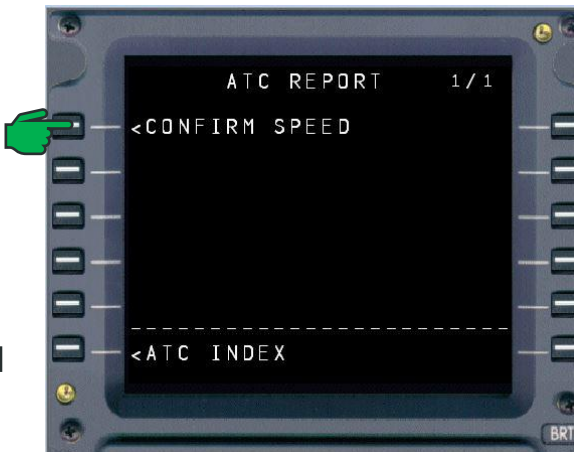 ATC REPORT 1/1
<CONFIRM SPEED
<ATC INDEX
BRT